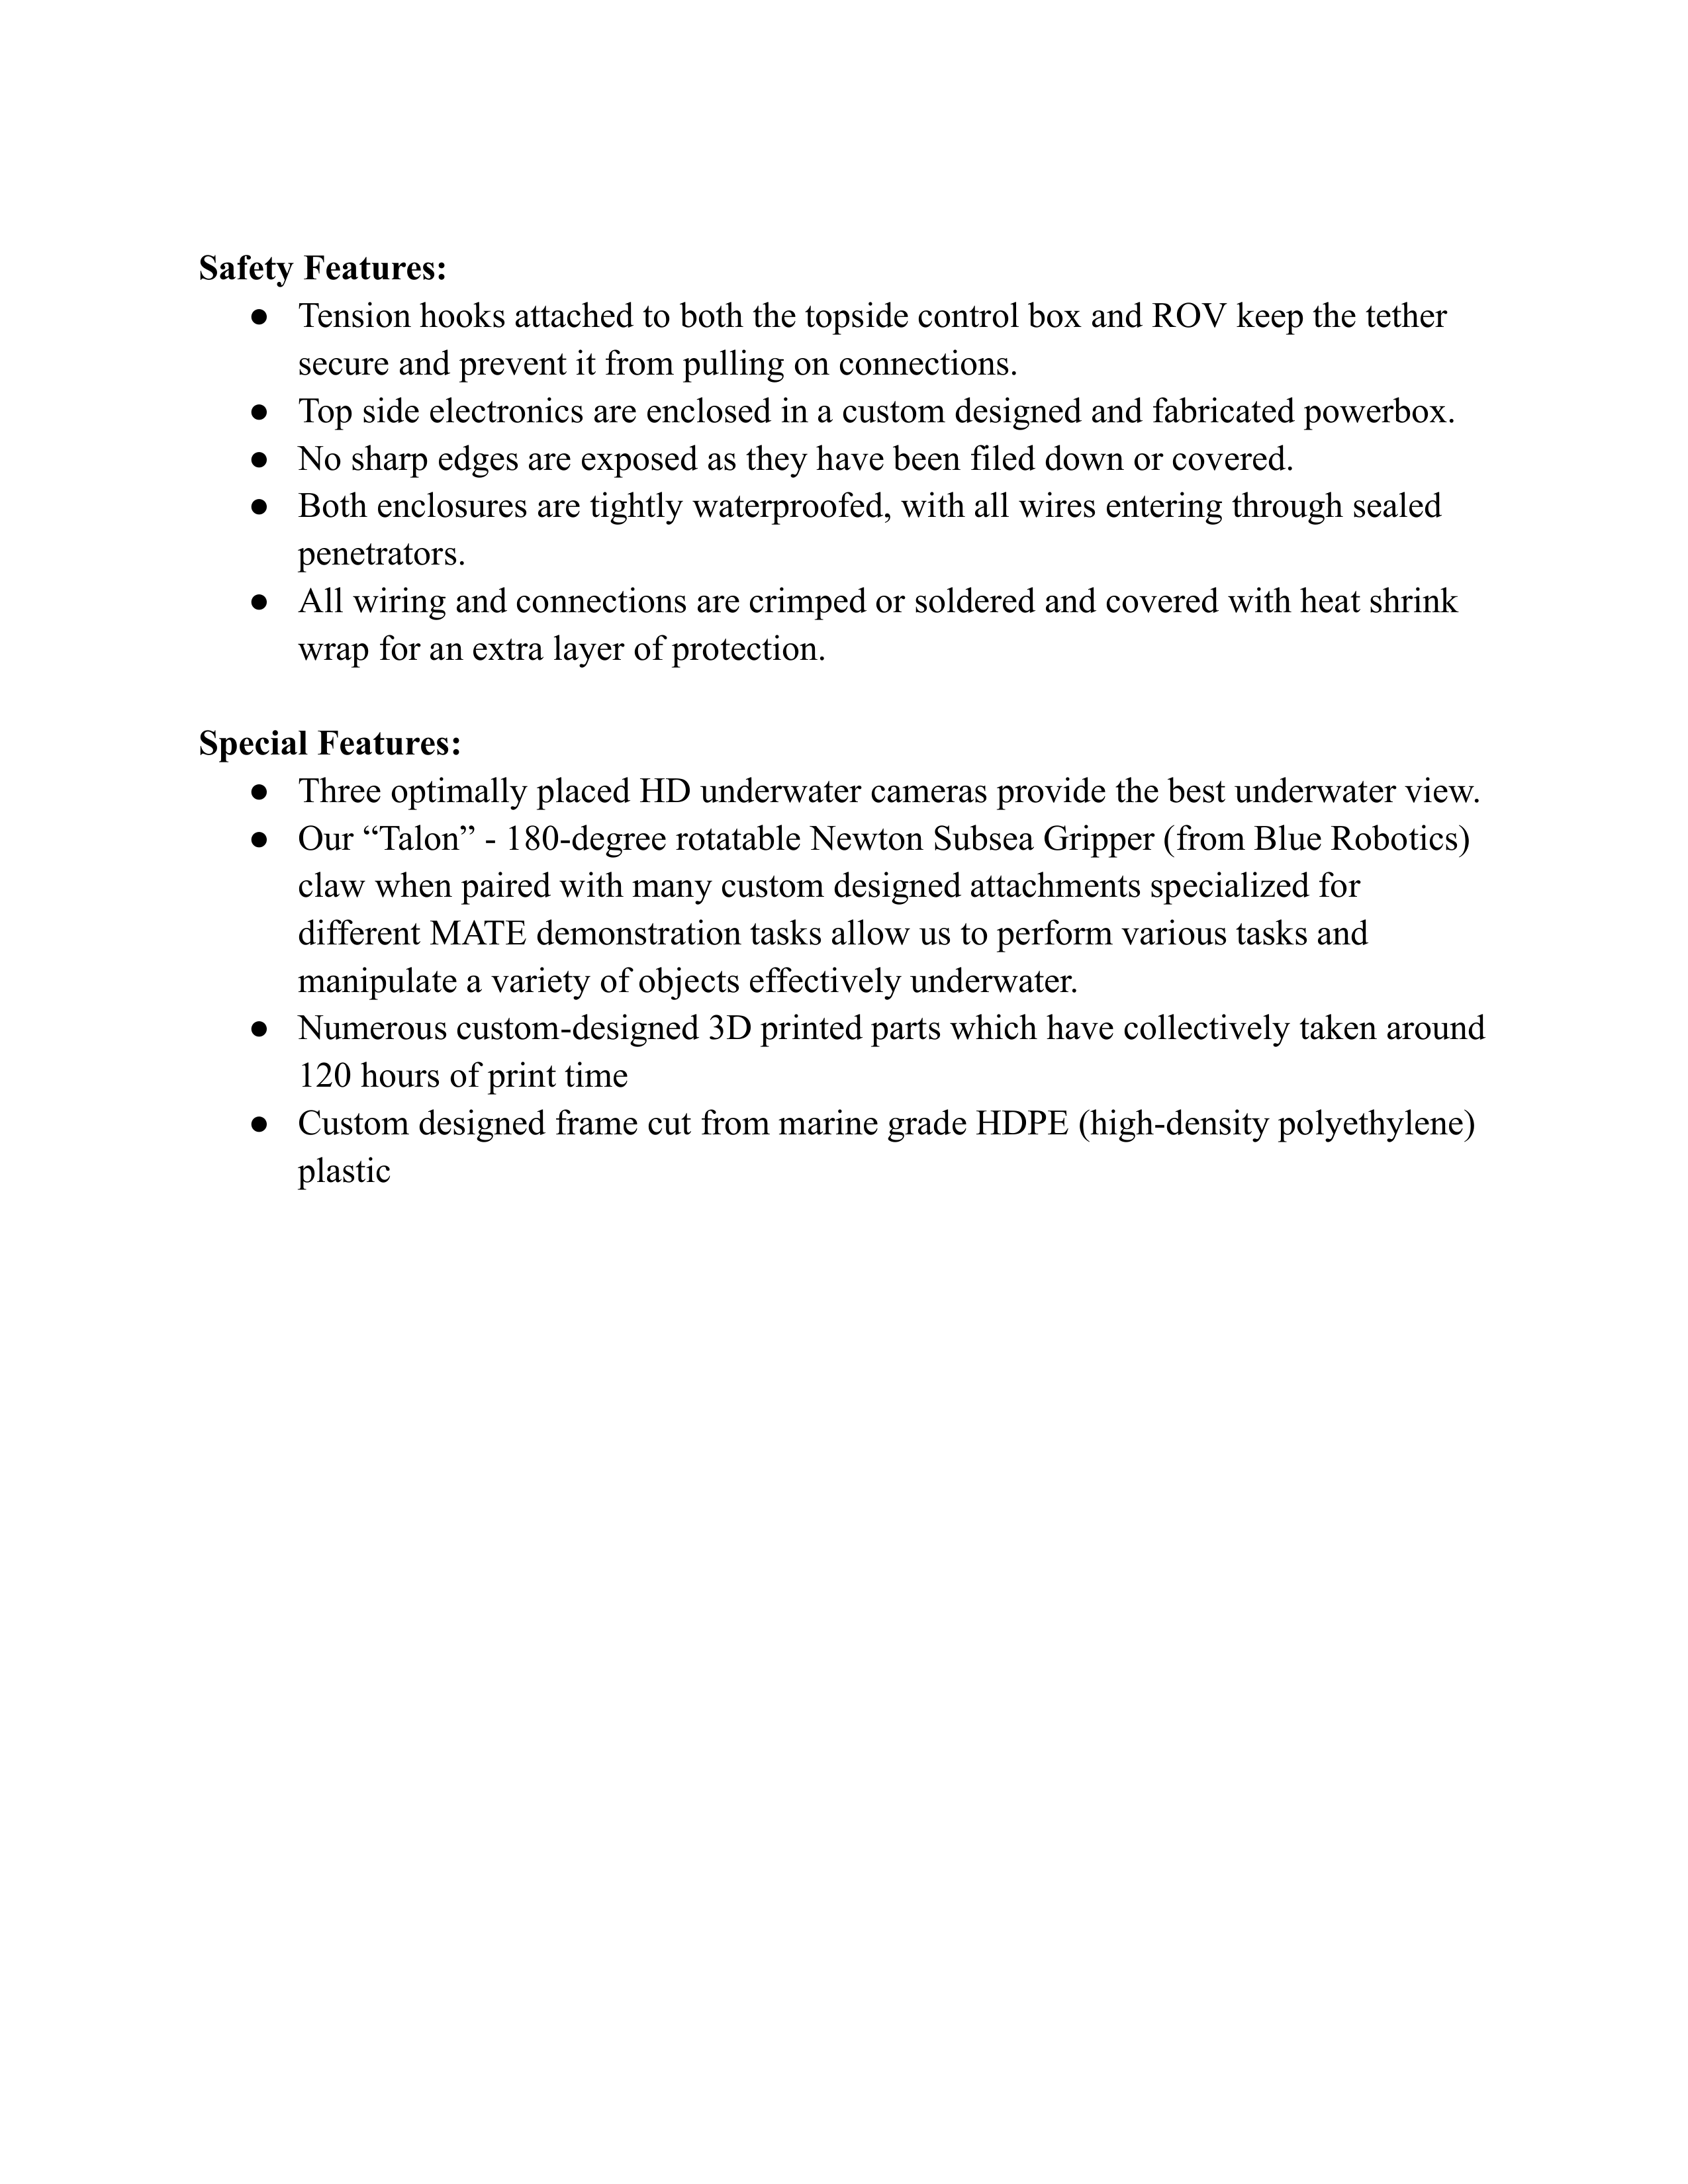 Safety Features:
● Tension hooks attached to both the topside control box and ROV keep the tether
secure and prevent it from pulling on connections.
● Top side electronics are enclosed in a custom designed and fabricated powerbox.
● No sharp edges are exposed as they have been filed down or covered.
● Both enclosures are tightly waterproofed, with all wires entering through sealed
penetrators.
● All wiring and connections are crimped or soldered and covered with heat shrink
wrap for an extra layer of protection.
Special Features:
● Three optimally placed HD underwater cameras provide the best underwater view.
● Our “Talon” - 180-degree rotatable Newton Subsea Gripper (from Blue Robotics)
claw when paired with many custom designed attachments specialized for
different MATE demonstration tasks allow us to perform various tasks and
manipulate a variety of objects effectively underwater.
● Numerous custom-designed 3D printed parts which have collectively taken around
120 hours of print time
● Custom designed frame cut from marine grade HDPE (high-density polyethylene)
plastic